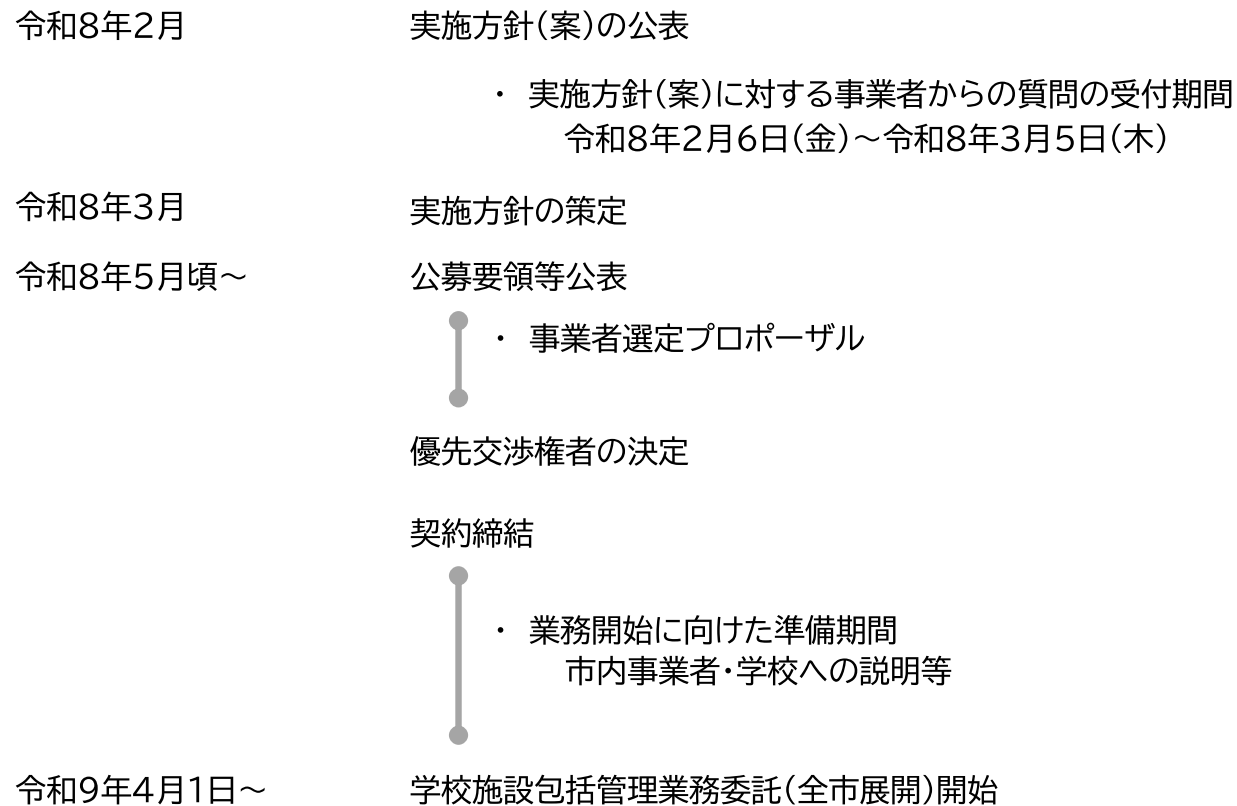 令和8年2月 実施方針(案)の公表
・ 実施方針(案)に対する事業者からの質問の受付期間
令和8年2月6日(金)～令和8年3月5日(木)
令和8年3月 実施方針の策定
令和8年5月頃～ 公募要領等公表
・ 事業者選定プロポーザル
優先交渉権者の決定
契約締結
・ 業務開始に向けた準備期間
市内事業者・学校への説明等
令和9年4月1日～ 学校施設包括管理業務委託(全市展開)開始